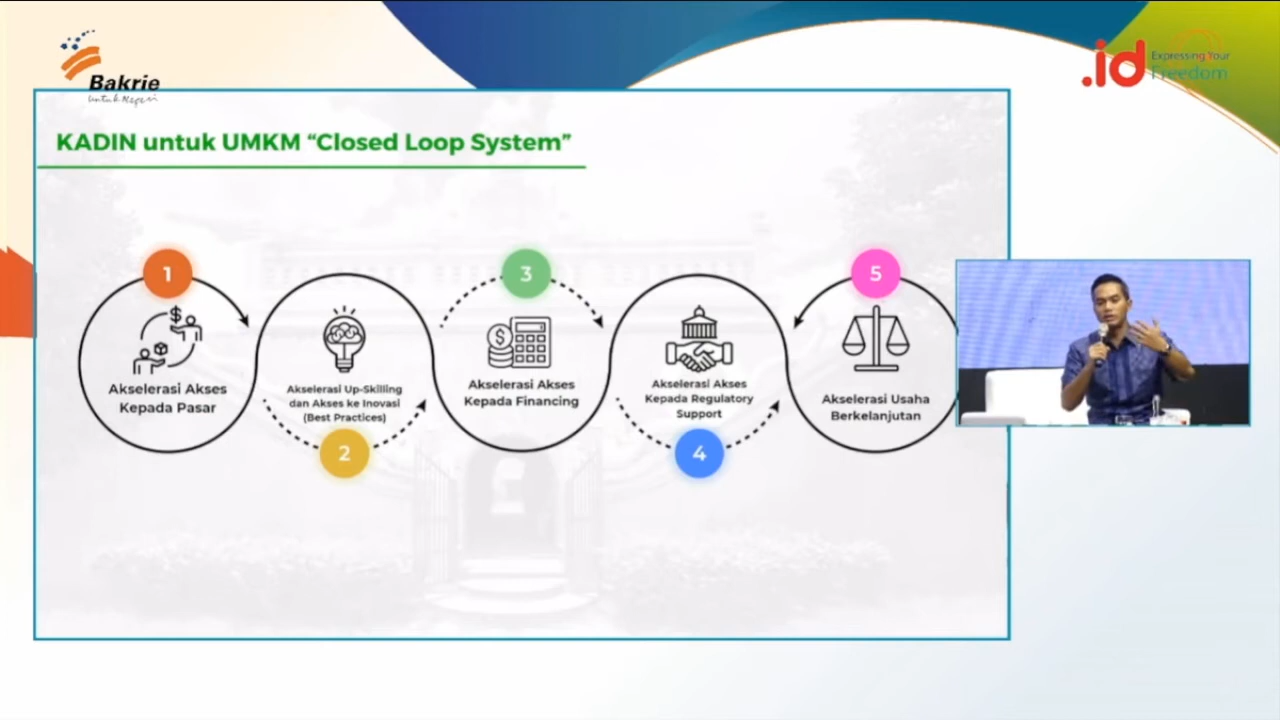 Bakrie
Untuk Negeri
.id
Expressing Your
Freedom
KADIN untuk UMKM “Closed Loop System”
1
Akselerasi Akses
Kepada Pasar
Akselerasi Up-Skilling
dan Akses ke Inovasi
(Best Practices)
2
3
Akselerasi Akses
Kepada Financing
Akselerasi Akses
Kepada Regulatory
Support
4
5
Akselerasi Usaha
Berkelanjutan